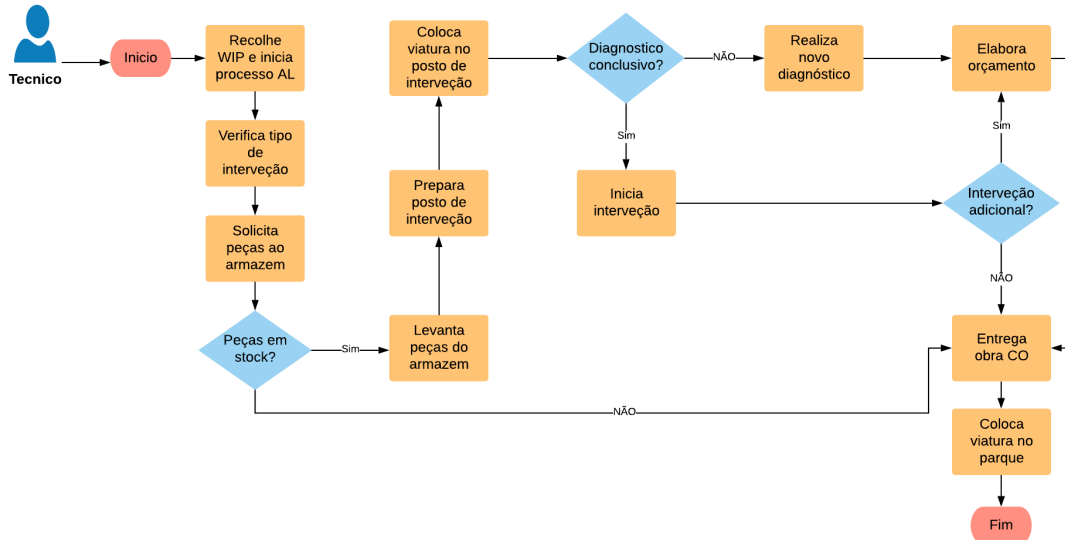 Tecnico
Inicio
Recolhe
WIP e inicia
processo AL
Verifica tipo
de
interveção
Solicita
peças ao
armazem
Peças em
stock?
Sim
NÃO
Levanta
peças do
armazem
Prepara
posto de
interveção
Coloca
viatura no
posto de
interveção
Diagnostico
conclusivo?
NÃO
Sim
Realiza
novo
diagnóstico
Inicia
interveção
Elabora
orçamento
Sim
Interveção
adicional?
NÃO
Entrega
obra CO
Coloca
viatura no
parque
Fim